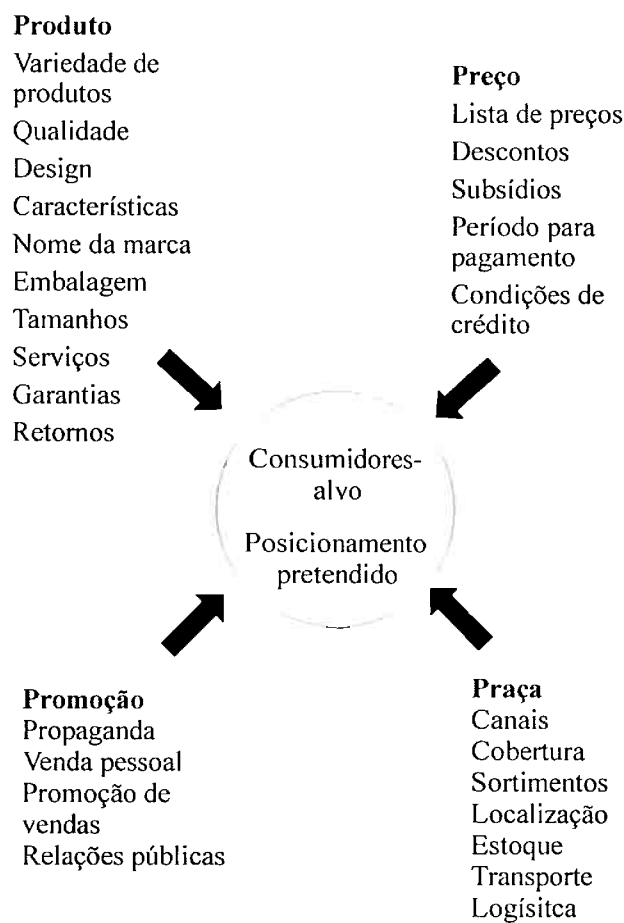 Produto
Variedade de
produtos
Qualidade
Design
Características
Nome da marca
Embalagem
Tamanhos
Serviços
Garantias
Retornos
Preço
Lista de preços
Descontos
Subsídios
Período para
pagamento
Condições de
crédito
Consumidores-
alvo
Posicionamento
pretendido
Promoção
Propaganda
Venda pessoal
Promoção de
vendas
Relações públicas
Praça
Canais
Cobertura
Sortimentos
Localização
Estoque
Transporte
Logísitca